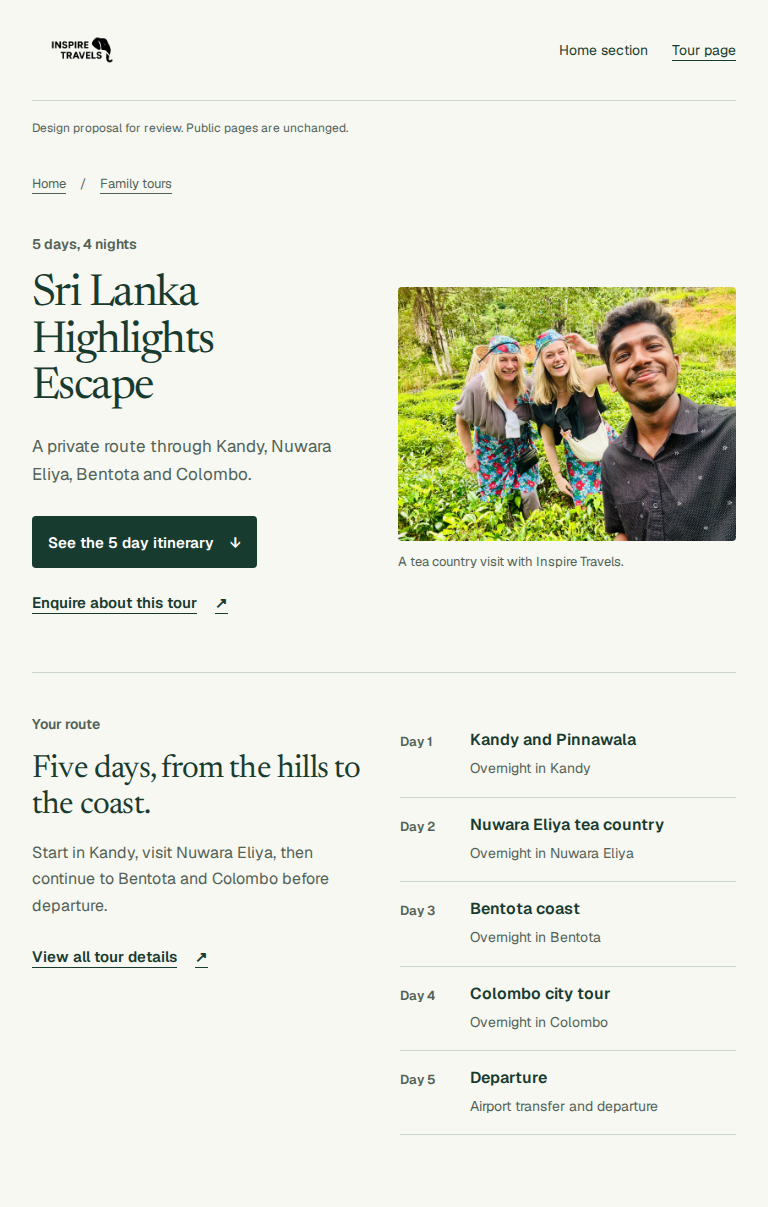 INSPIRE
TRAVELS
Home section
Tour page
Design proposal for review. Public pages are unchanged.
Home / Family tours
5 days, 4 nights
Sri Lanka
Highlights
Escape
A private route through Kandy, Nuwara
Eliya, Bentota and Colombo.
See the 5 day itinerary ↓
Enquire about this tour ↗
A tea country visit with Inspire Travels.
Your route
Five days, from the hills to
the coast.
Start in Kandy, visit Nuwara Eliya, then
continue to Bentota and Colombo before
departure.
View all tour details ↗
Day 1 Kandy and Pinnawala
Overnight in Kandy
Day 2 Nuwara Eliya tea country
Overnight in Nuwara Eliya
Day 3 Bentota coast
Overnight in Bentota
Day 4 Colombo city tour
Overnight in Colombo
Day 5 Departure
Airport transfer and departure